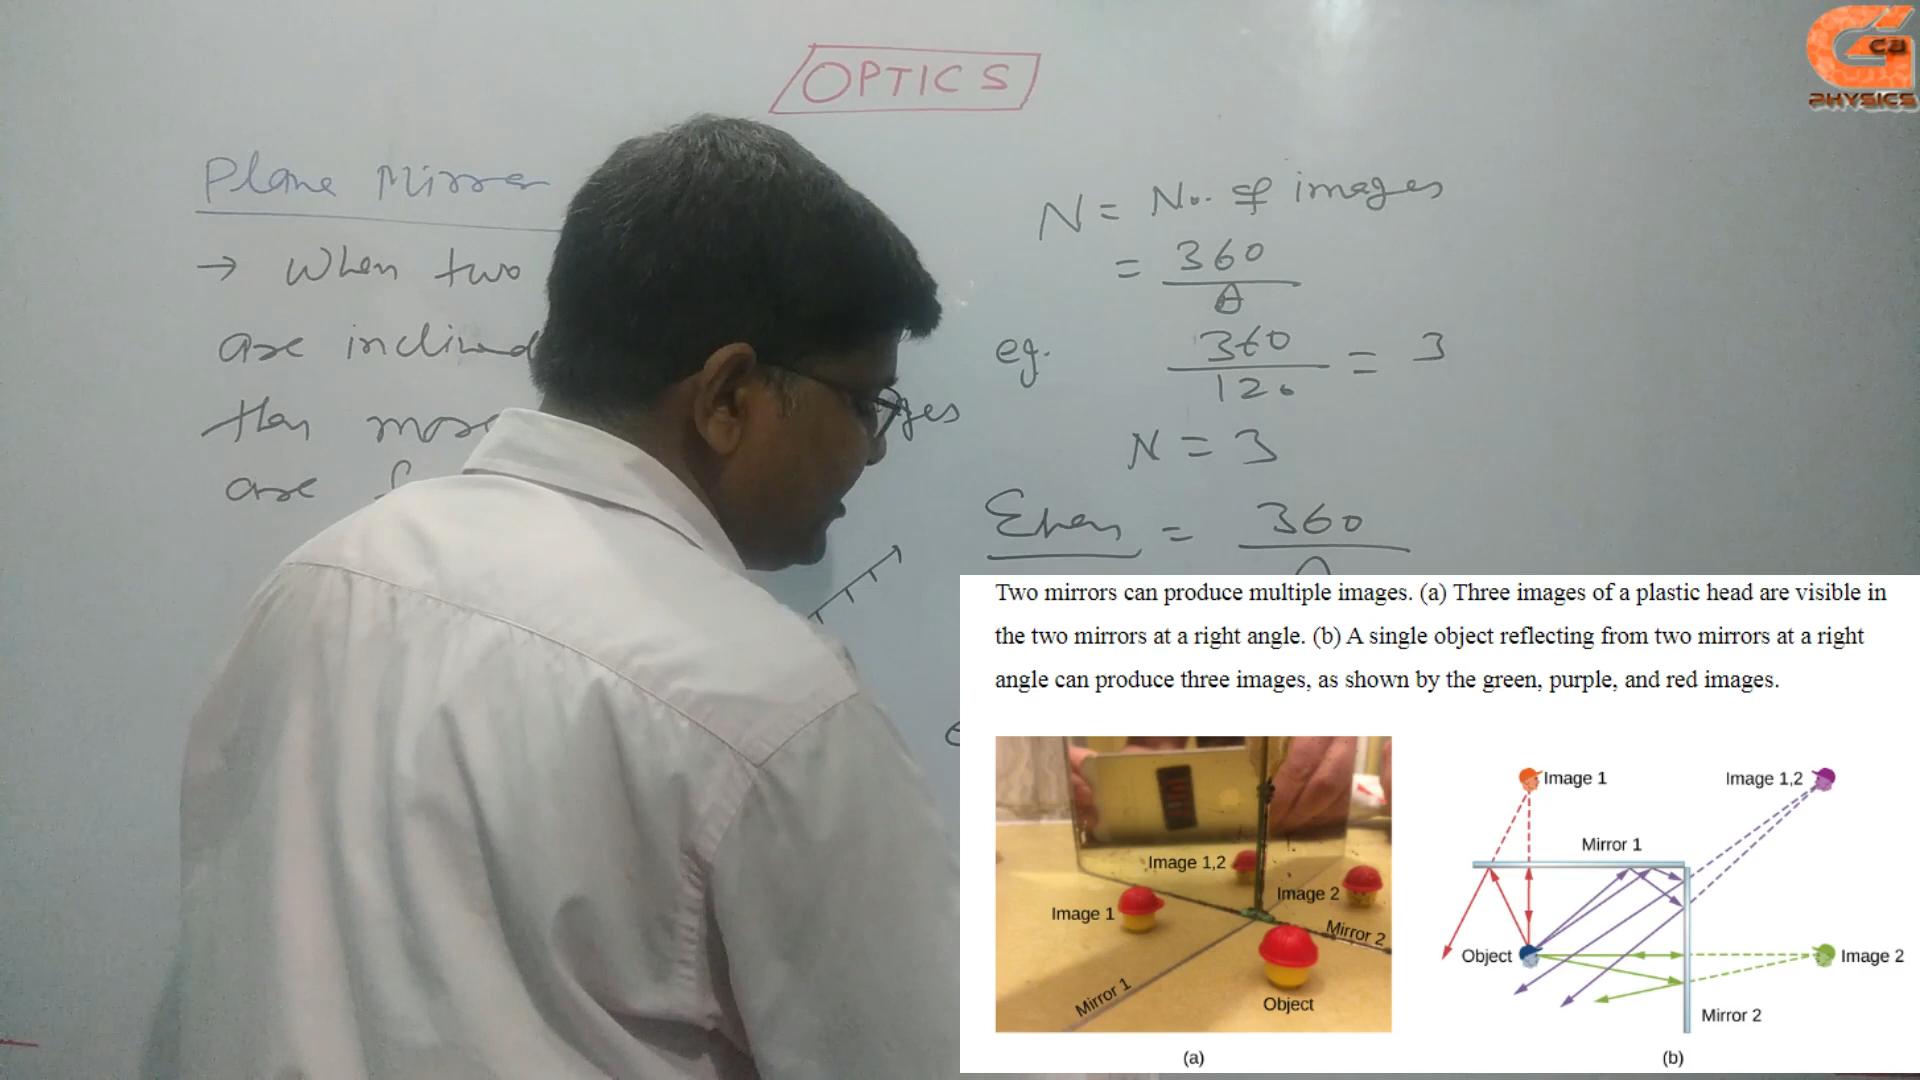 OPTICS
CBJ
PHYSICS
Plane Mirror
→ When two
are inclined
then more
ges
are f
N = No. of images
= 360
θ
eg. 360 = 3
120
N = 3
Even = 360
Two mirrors can produce multiple images. (a) Three images of a plastic head are visible in
the two mirrors at a right angle. (b) A single object reflecting from two mirrors at a right
angle can produce three images, as shown by the green, purple, and red images.
Image 1,2
Image 1
Image 2
Mirror 2
Mirror 1
Object
(a)
Image 1
Image 1,2
Mirror 1
Object
Image 2
Mirror 2
(b)